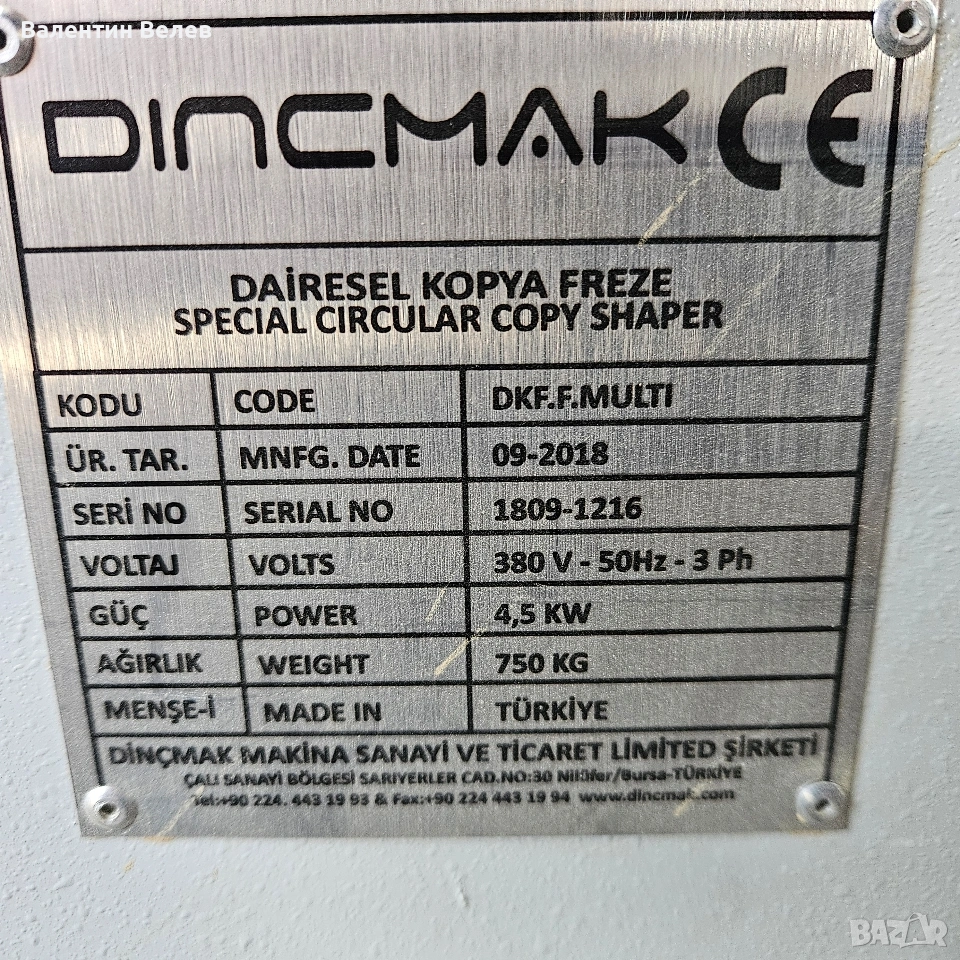 Валентин Велев
DINCMAK CE
DAİRESEL KOPYA FREZE
SPECIAL CIRCULAR COPY SHAPER
KODU CODE DKF.F.MULTI
ÜR. TAR. MNFG. DATE 09-2018
SERİ NO SERIAL NO 1809-1216
VOLTAJ VOLTS 380 V - 50Hz - 3 Ph
GÜÇ POWER 4,5 KW
AĞIRLIK WEIGHT 750 KG
MENŞE-İ MADE IN TÜRKİYE
DİNÇMAK MAKİNA SANAYİ VE TİCARET LİMİTED ŞİRKETİ
ÇALI SANAYİ BÖLGESİ SARIYERLER CAD.NO:30 Nilüfer/Bursa-TÜRKİYE
Tel:+90 224. 443 19 93 & Fax:+90 224 443 19 94 www.dincmak.com
BAZAR